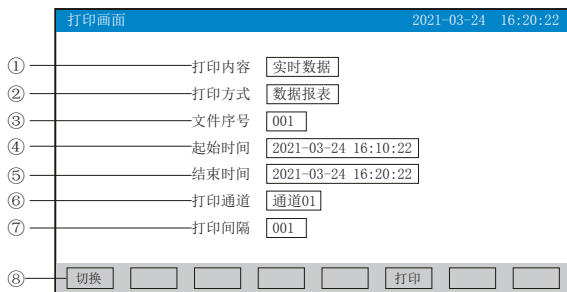 打印画面 2021-03-24 16:20:22
① 打印内容 实时数据
② 打印方式 数据报表
③ 文件序号 001
④ 起始时间 2021-03-24 16:10:22
⑤ 结束时间 2021-03-24 16:20:22
⑥ 打印通道 通道01
⑦ 打印间隔 001
⑧ 切换 打印